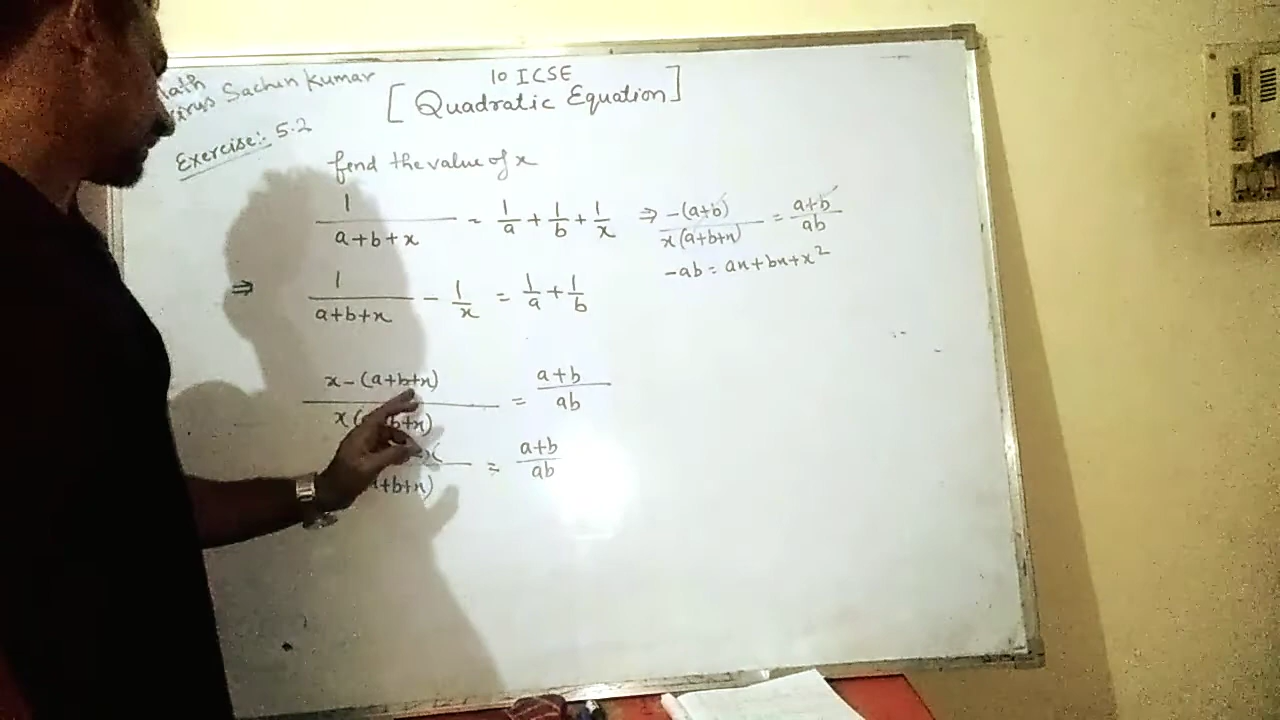 Sachin Kumar
10 ICSE
[Quadratic Equation]
Exercise:- 5.2
find the value of x
1/(a+b+x) = 1/a + 1/b + 1/x
⇒ 1/(a+b+x) - 1/x = 1/a + 1/b
x-(a+b+x) / x(a+b+x) = a+b/ab
+b+x) = a+b/ab
⇒ -(a+b) / x(a+b+x) = a+b/ab
-ab = ax+bx+x²